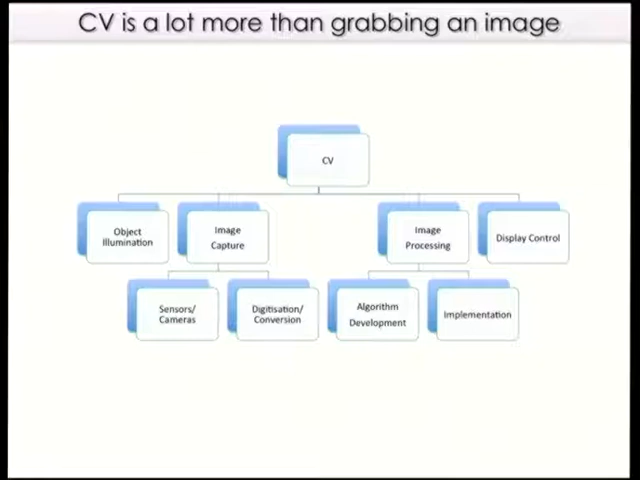 CV is a lot more than grabbing an image
CV
Object
Illumination
Image
Capture
Image
Processing
Display Control
Sensors/
Cameras
Digitisation/
Conversion
Algorithm
Development
Implementation